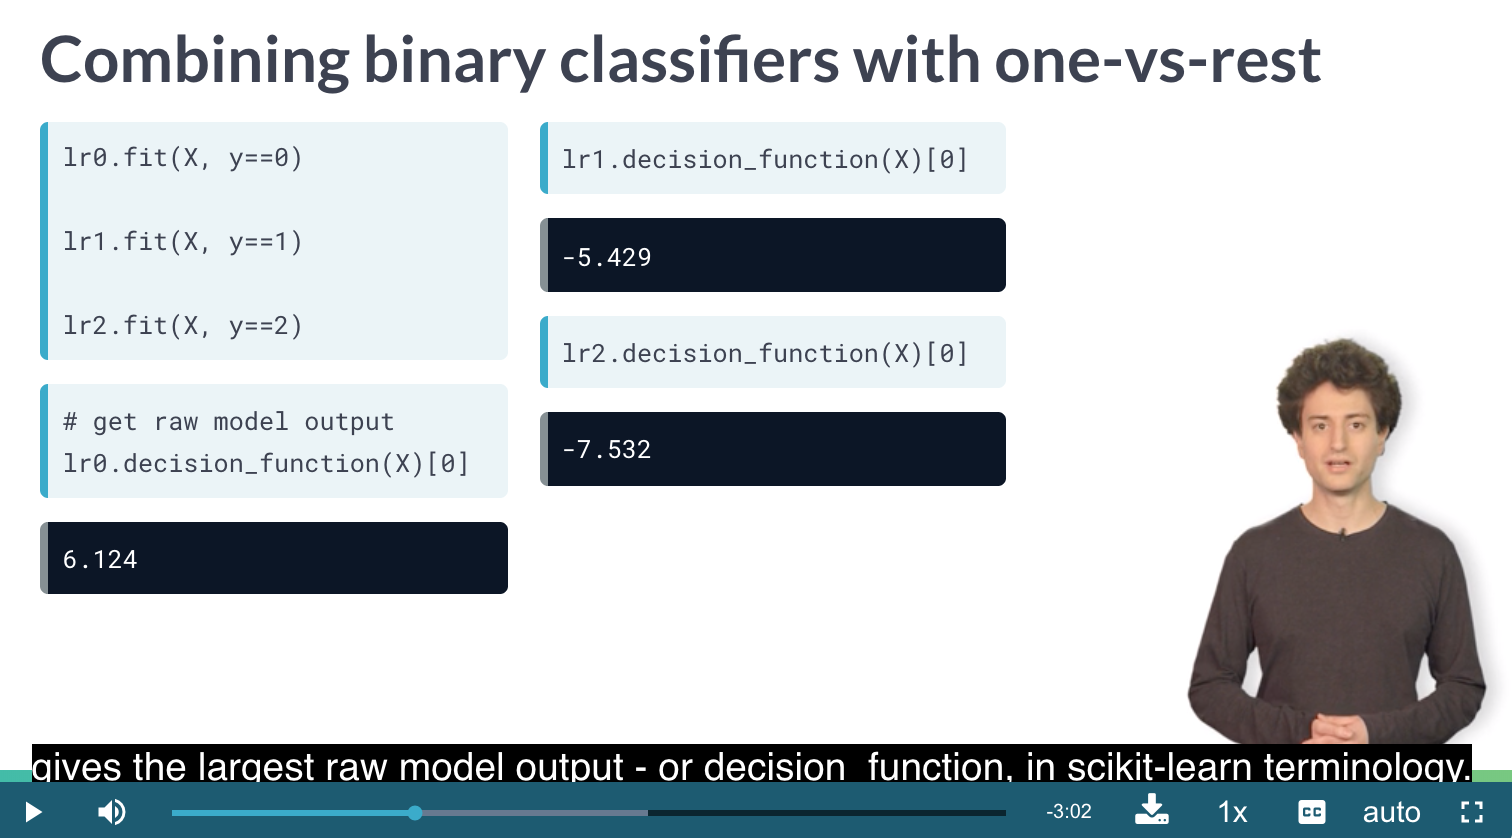 Combining binary classifiers with one-vs-rest
lr0.fit(X, y==0)
lr1.fit(X, y==1)
lr2.fit(X, y==2)
# get raw model output
lr0.decision_function(X)[0]
6.124
lr1.decision_function(X)[0]
-5.429
lr2.decision_function(X)[0]
-7.532
gives the largest raw model output - or decision function, in scikit-learn terminology.
-3:02
1x
CC
auto